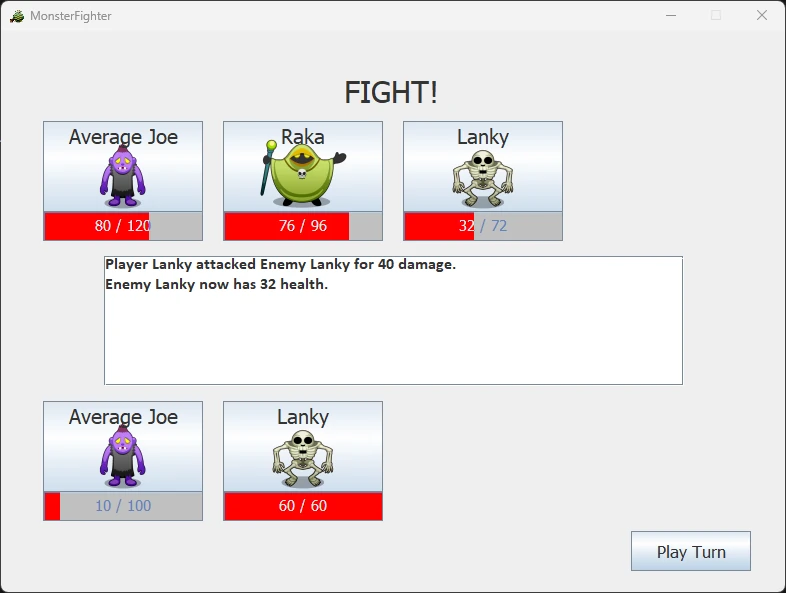 MonsterFighter
FIGHT!
Average Joe
Raka
Lanky
80 / 120
76 / 96
32 / 72
Player Lanky attacked Enemy Lanky for 40 damage.
Enemy Lanky now has 32 health.
Average Joe
Lanky
10 / 100
60 / 60
Play Turn